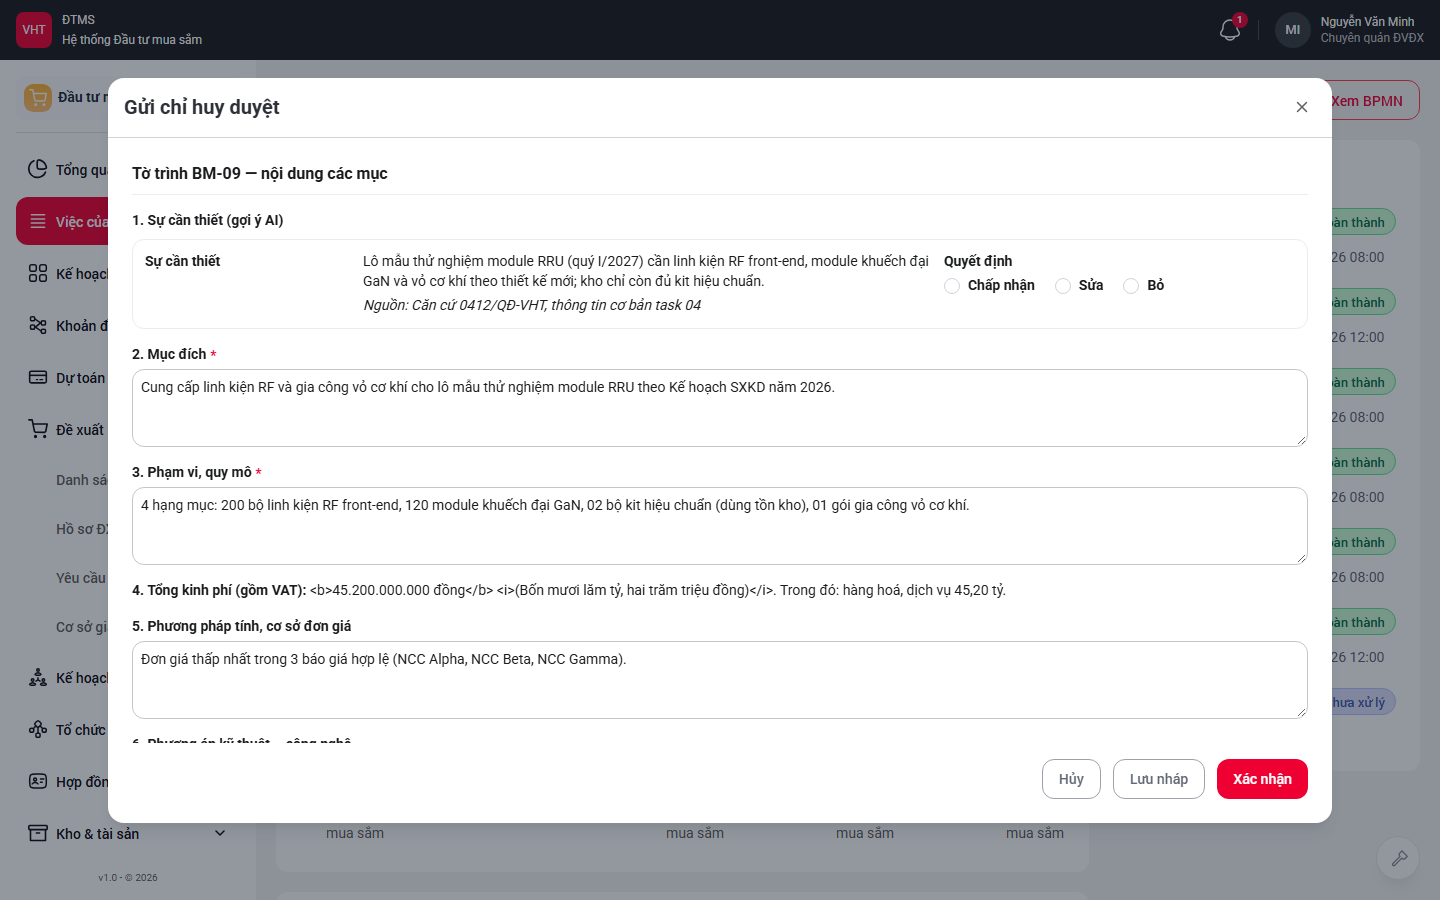 VHT
ĐTMS
Hệ thống Đầu tư mua sắm
1
MI
Nguyễn Văn Minh
Chuyên quản ĐVĐX
Đầu tư
Xem BPMN
Gửi chỉ huy duyệt
Tờ trình BM-09 — nội dung các mục
1. Sự cần thiết (gợi ý AI)
Sự cần thiết
Lô mẫu thử nghiệm module RRU (quý I/2027) cần linh kiện RF front-end, module khuếch đại
GaN và vỏ cơ khí theo thiết kế mới; kho chỉ còn đủ kit hiệu chuẩn.
Nguồn: Căn cứ 0412/QĐ-VHT, thông tin cơ bản task 04
Quyết định
Chấp nhận
Sửa
Bỏ
2. Mục đích *
Cung cấp linh kiện RF và gia công vỏ cơ khí cho lô mẫu thử nghiệm module RRU theo Kế hoạch SXKD năm 2026.
3. Phạm vi, quy mô *
4 hạng mục: 200 bộ linh kiện RF front-end, 120 module khuếch đại GaN, 02 bộ kit hiệu chuẩn (dùng tồn kho), 01 gói gia công vỏ cơ khí.
4. Tổng kinh phí (gồm VAT): <b>45.200.000.000 đồng</b> <i>(Bốn mươi lăm tỷ, hai trăm triệu đồng)</i>. Trong đó: hàng hoá, dịch vụ 45,20 tỷ.
5. Phương pháp tính, cơ sở đơn giá
Đơn giá thấp nhất trong 3 báo giá hợp lệ (NCC Alpha, NCC Beta, NCC Gamma).
Hủy
Lưu nháp
Xác nhận
Tổng
Việc của
Kế
Khoản
Dự toán
Đề xuất
Danh
Hồ sơ
Yêu cầu
Cơ sở
Kế
Tổ chức
Hợp
Kho & tài sản
v1.0 - © 2026
thành
26 08:00
thành
26 12:00
thành
26 08:00
thành
26 08:00
thành
26 08:00
thành
26 12:00
xử lý
mua sắm
mua sắm
mua sắm
mua sắm